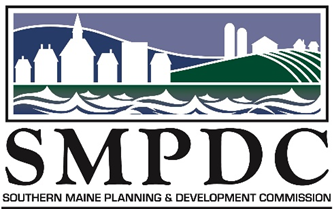 SMPDC
SOUTHERN MAINE PLANNING & DEVELOPMENT COMMISSION